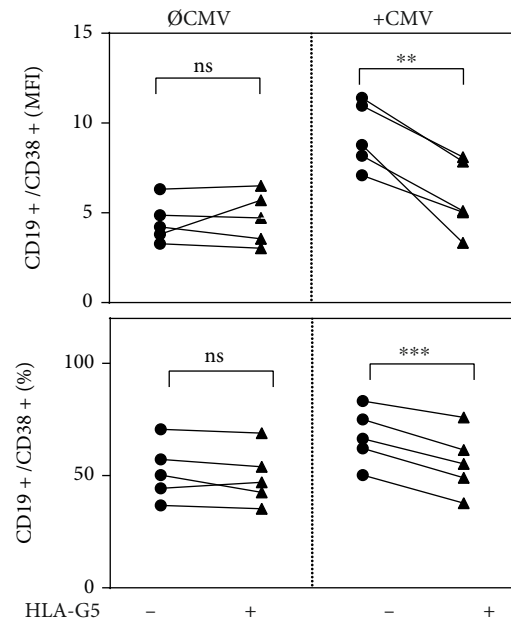 ØCMV +CMV
CD19 + /CD38 + (MFI)
15
10
5
0
ns
**
CD19 + /CD38 + (%)
100
50
0
ns
***
HLA-G5 – + – +